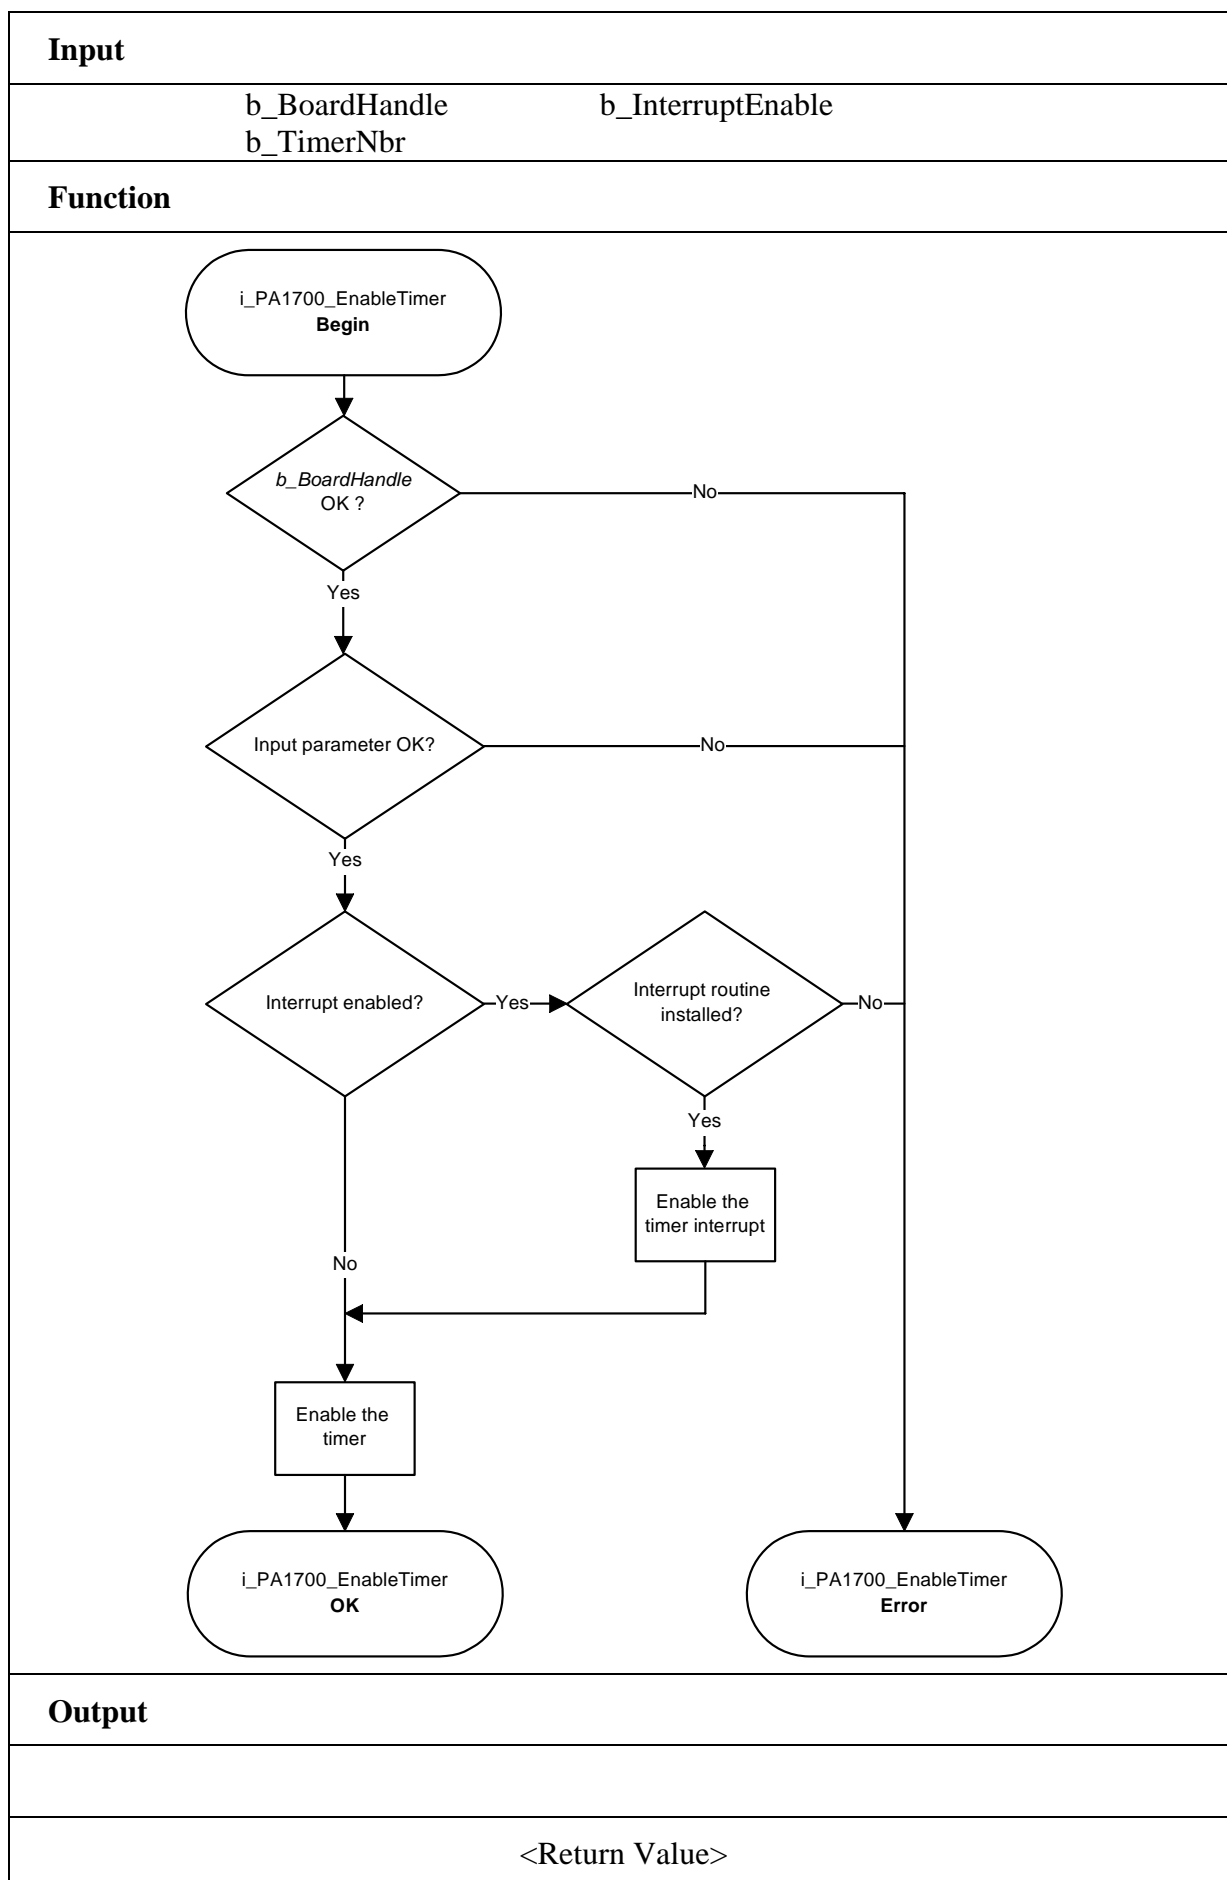 Input
b_BoardHandle b_InterruptEnable
b_TimerNbr
Function
i_PA1700_EnableTimer
Begin
b_BoardHandle
OK ?
No
Yes
Input parameter OK?
No
Yes
Interrupt enabled?
Yes
Interrupt routine
installed?
No
Yes
Enable the
timer interrupt
No
Enable the
timer
i_PA1700_EnableTimer
OK
i_PA1700_EnableTimer
Error
Output
<Return Value>